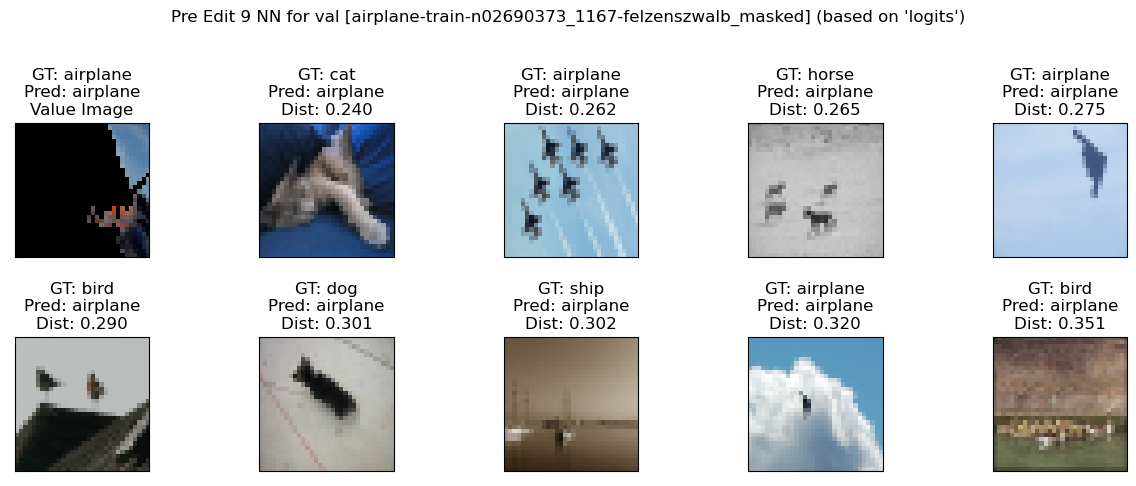 Pre Edit 9 NN for val [airplane-train-n02690373_1167-felzenszwalb_masked] (based on 'logits')
GT: airplane
Pred: airplane
Value Image
GT: cat
Pred: airplane
Dist: 0.240
GT: airplane
Pred: airplane
Dist: 0.262
GT: horse
Pred: airplane
Dist: 0.265
GT: airplane
Pred: airplane
Dist: 0.275
GT: bird
Pred: airplane
Dist: 0.290
GT: dog
Pred: airplane
Dist: 0.301
GT: ship
Pred: airplane
Dist: 0.302
GT: airplane
Pred: airplane
Dist: 0.320
GT: bird
Pred: airplane
Dist: 0.351